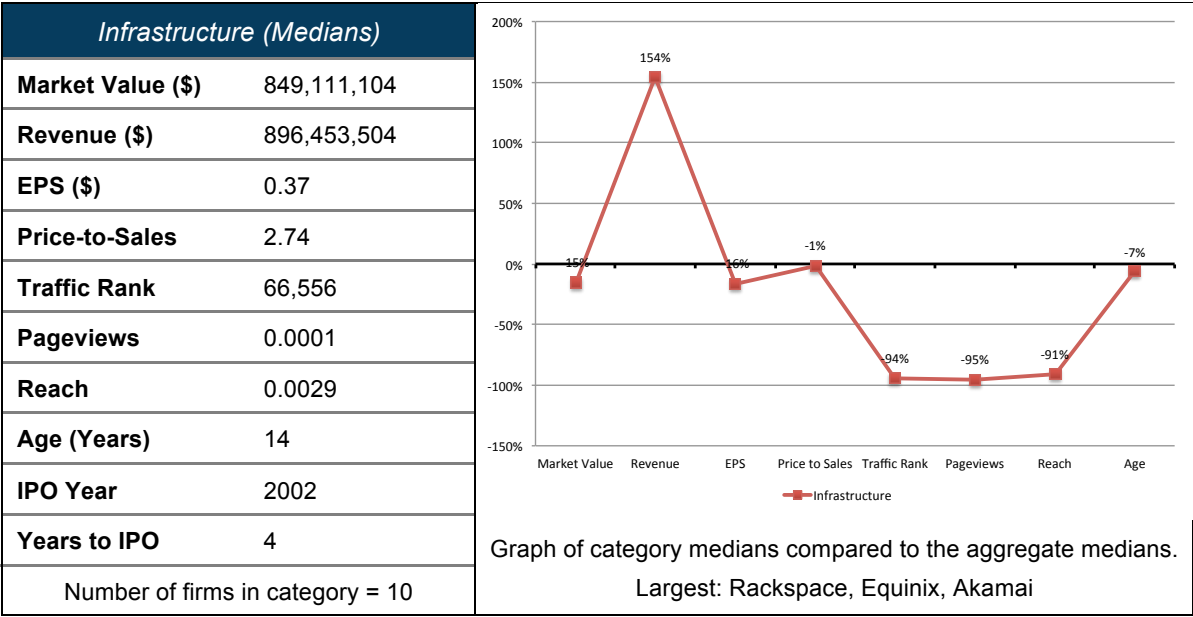 Infrastructure (Medians)
Market Value ($) 849,111,104
Revenue ($) 896,453,504
EPS ($) 0.37
Price-to-Sales 2.74
Traffic Rank 66,556
Pageviews 0.0001
Reach 0.0029
Age (Years) 14
IPO Year 2002
Years to IPO 4
Number of firms in category = 10
200%
150%
100%
50%
0%
-50%
-100%
-150%
-15%
154%
-16%
-1%
-94%
-95%
-91%
-7%
Market Value Revenue EPS Price to Sales Traffic Rank Pageviews Reach Age
Infrastructure
Graph of category medians compared to the aggregate medians.
Largest: Rackspace, Equinix, Akamai